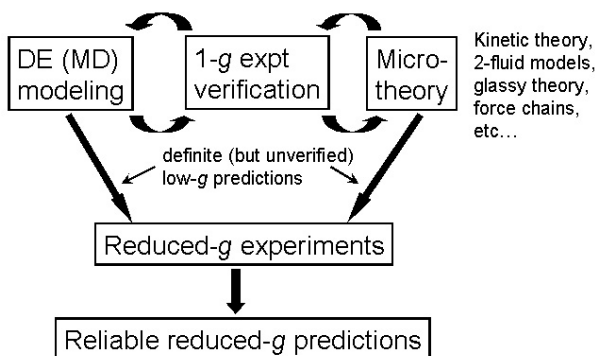 DE (MD)
modeling
1-g expt
verification
Micro-
theory
Kinetic theory,
2-fluid models,
glassy theory,
force chains,
etc...
definite (but unverified)
low-g predictions
Reduced-g experiments
Reliable reduced-g predictions